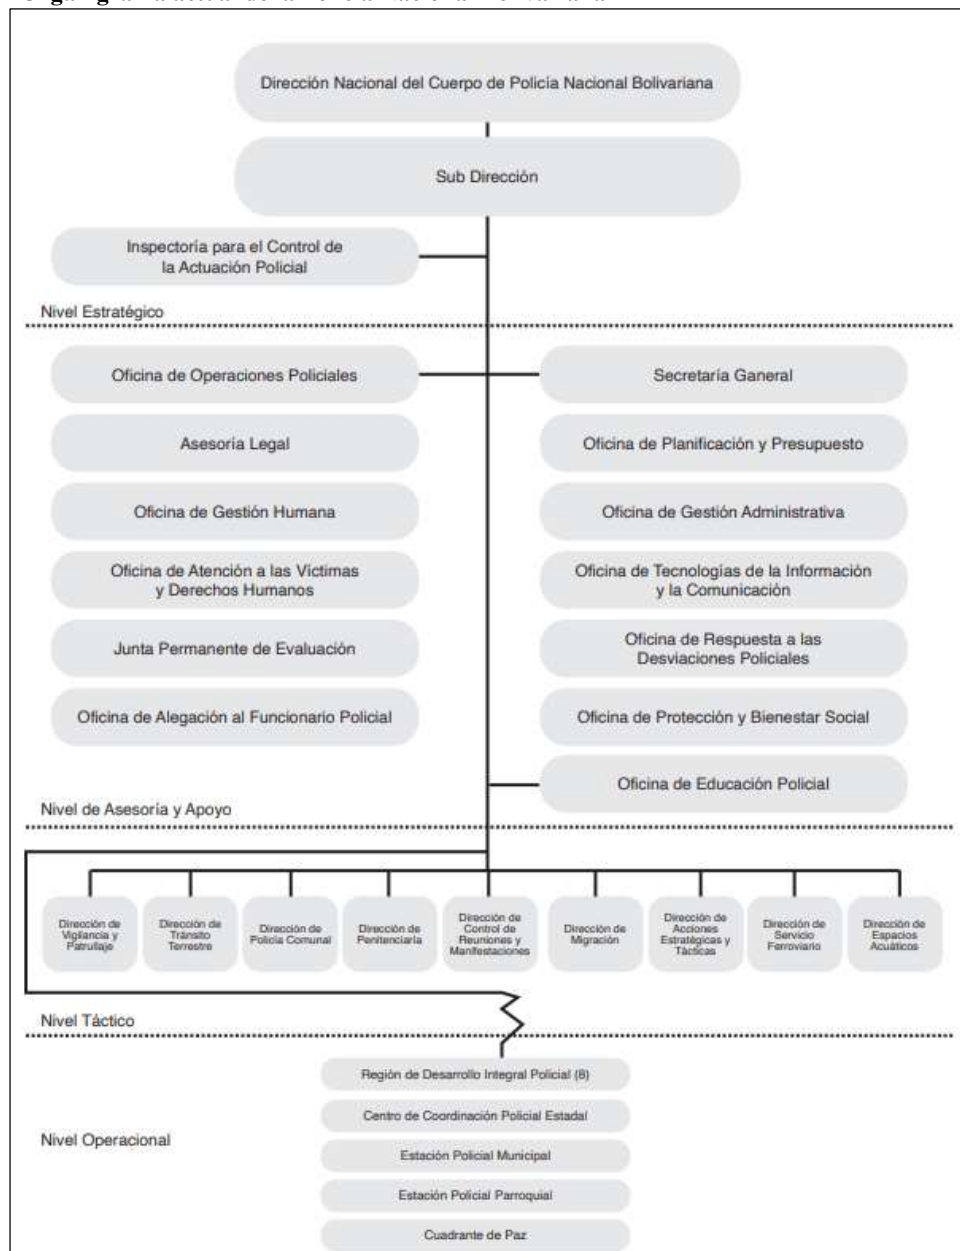 Dirección Nacional del Cuerpo de Policía Nacional Bolivariana
Sub Dirección
Inspectoría para el Control de
la Actuación Policial
Nivel Estratégico
Oficina de Operaciones Policiales
Secretaría Ganeral
Asesoría Legal
Oficina de Planificación y Presupuesto
Oficina de Gestión Humana
Oficina de Gestión Administrativa
Oficina de Atención a las Víctimas
y Derechos Humanos
Oficina de Tecnologías de la Información
y la Comunicación
Junta Permanente de Evaluación
Oficina de Respuesta a las
Desviaciones Policiales
Oficina de Alegación al Funcionario Policial
Oficina de Protección y Bienestar Social
Oficina de Educación Policial
Nivel de Asesoría y Apoyo
Dirección de
Vigilancia y
Patrullaje
Dirección de
Tránsito
Terrestre
Dirección de
Policía Comunal
Dirección de
Penitenciaría
Dirección de
Control de
Reuniones y
Manifestaciones
Dirección de
Migración
Dirección de
Acciones
Estratégicas y
Tácticas
Dirección de
Servicio
Ferroviario
Dirección de
Espacios
Acuáticos
Nivel Táctico
Región de Desarrollo Integral Policial (8)
Centro de Coordinación Policial Estadal
Nivel Operacional
Estación Policial Municipal
Estación Policial Parroquial
Cuadrante de Paz